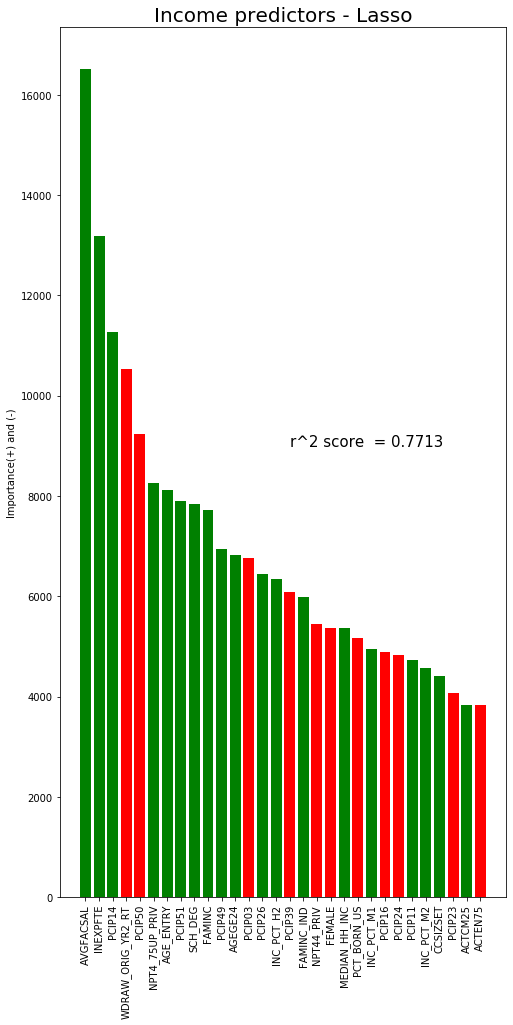 Income predictors - Lasso
16000
14000
12000
10000
8000
6000
4000
2000
0
Importance(+) and (-)
r^2 score  = 0.7713
AVGFACSAL
INEXPFTE
PCIP14
WDRAW_ORIG_YR2_RT
PCIP50
NPT4_75UP_PRIV
AGE_ENTRY
PCIP51
SCH_DEG
FAMINC
PCIP49
AGEGE24
PCIP03
PCIP26
INC_PCT_H2
PCIP39
FAMINC_IND
NPT44_PRIV
FEMALE
MEDIAN_HH_INC
PCT_BORN_US
INC_PCT_M1
PCIP16
PCIP24
PCIP11
INC_PCT_M2
CCSIZSET
PCIP23
ACTCM25
ACTEN75